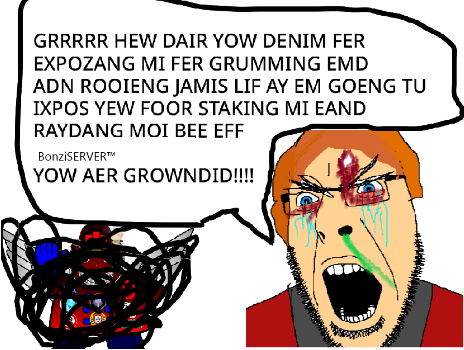 GRRRRR HEW DAIR YOW DENIM FER
EXPOZANG MI FER GRUMMING EMD
ADN ROOIENG JAMIS LIF AY EM GOENG TU
IXPOS YEW FOOR STAKING MI EAND
RAYDANG MOI BEE EFF
BonziSERVER™
YOW AER GROWNDID!!!!